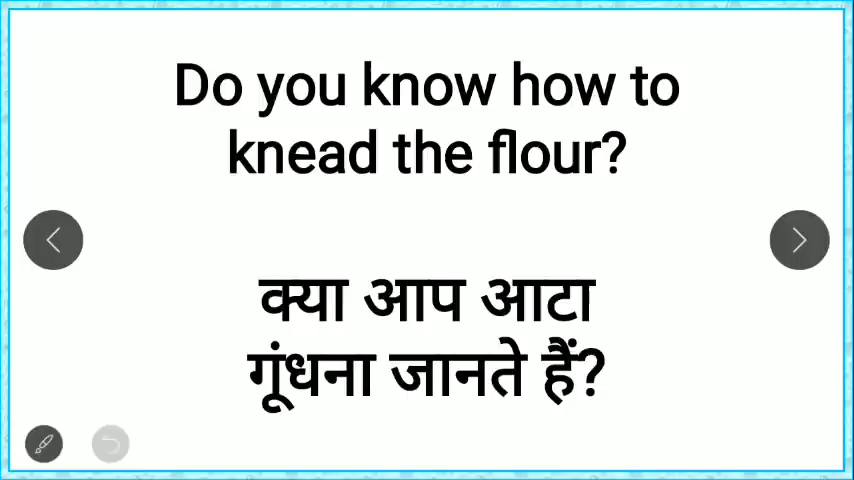 Do you know how to
knead the flour?
क्या आप आटा
गूंधना जानते हैं?